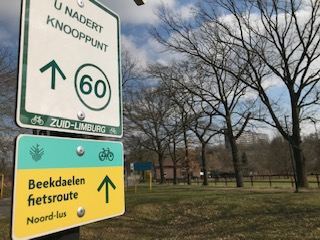 U NADERT
KNOOPPUNT
60
ZUID-LIMBURG
Beekdaelen
fietsroute
Noord-lus